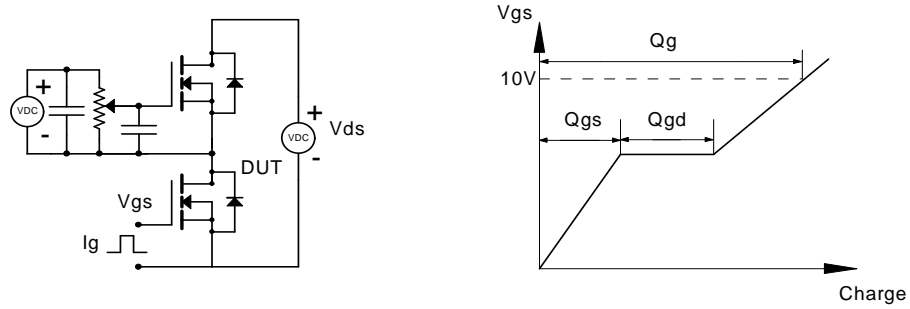 +
VDC
-
Vgs
Ig
DUT
+
VDC
-
Vds
Vgs
Qg
10V
Qgs
Qgd
Charge